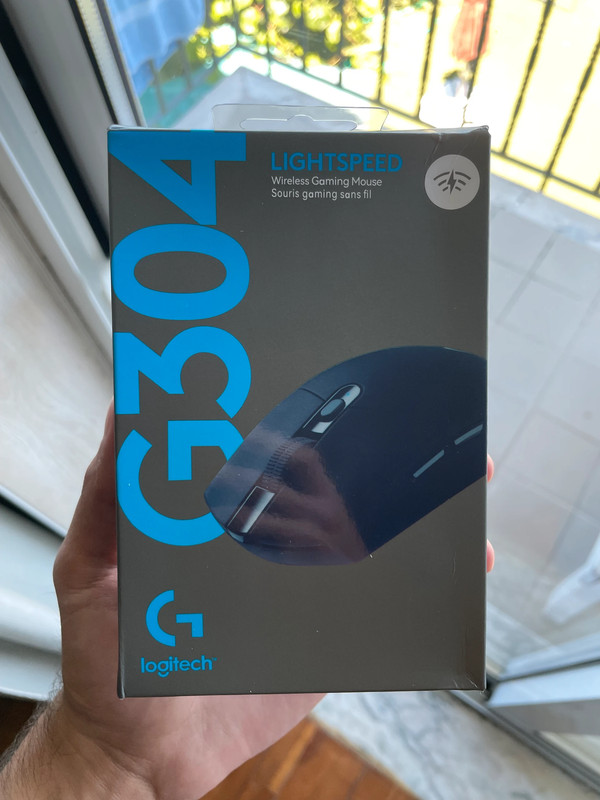 G304
LIGHTSPEED
Wireless Gaming Mouse
Souris gaming sans fil
logitech